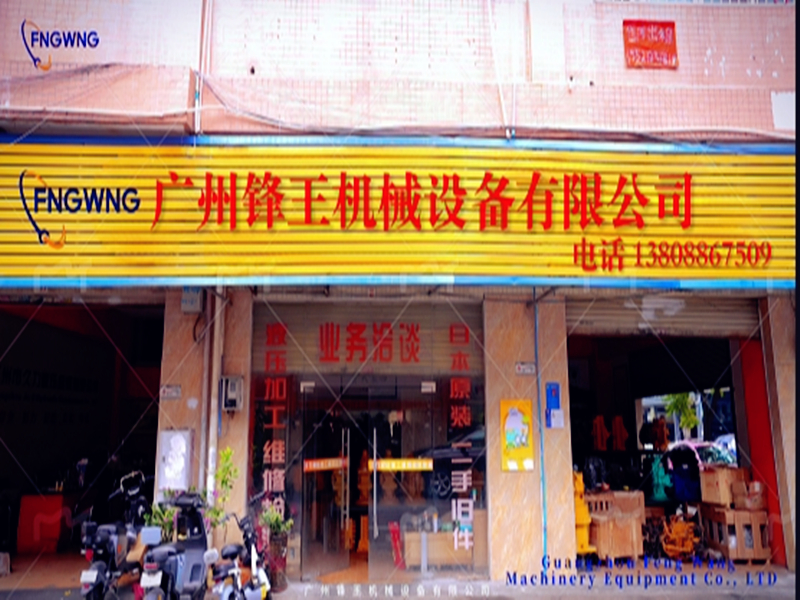 FNGWNG
FNGWNG
广州锋王机械设备有限公司
电话 13808867509
业务洽谈
液压加工 维修
日本原装 二手旧件
Guangzhou Feng Wang
Machinery Equipment Co., LTD
广州锋王机械设备有限公司